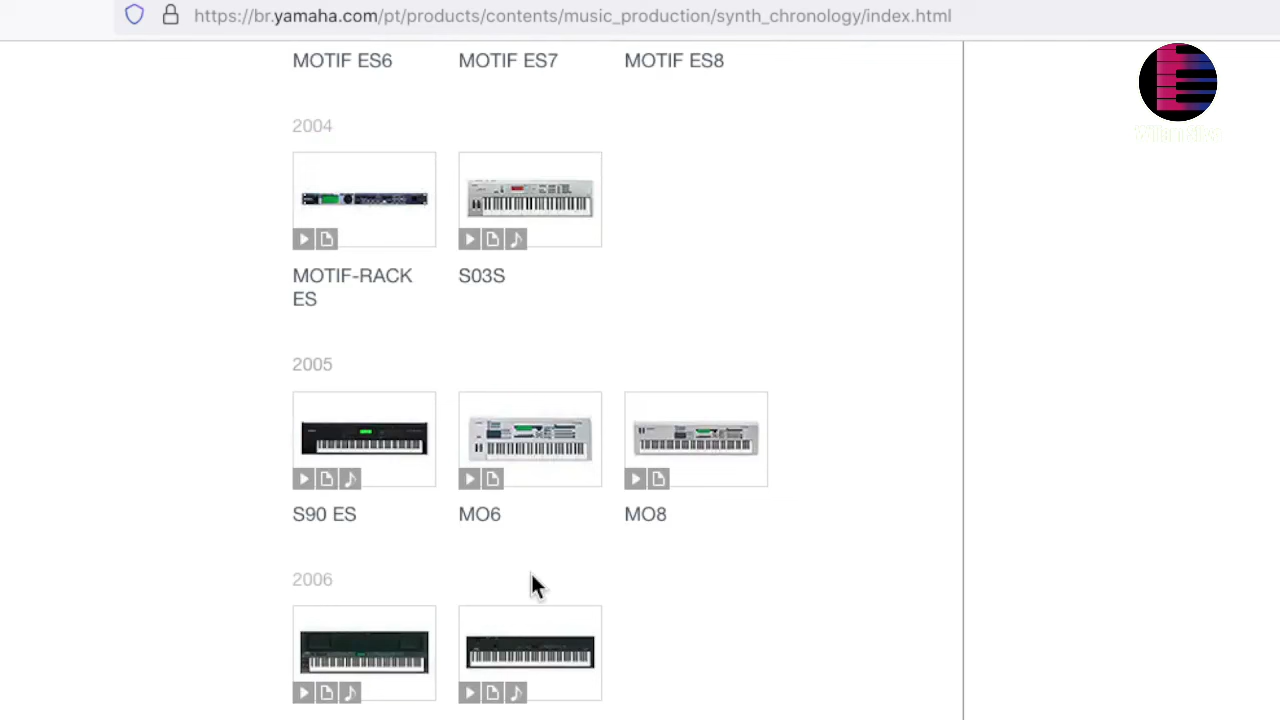 https://br.yamaha.com/pt/products/contents/music_production/synth_chronology/index.html
MOTIF ES6 MOTIF ES7 MOTIF ES8
2004
MOTIF-RACK ES
S03S
2005
S90 ES MO6 MO8
2006